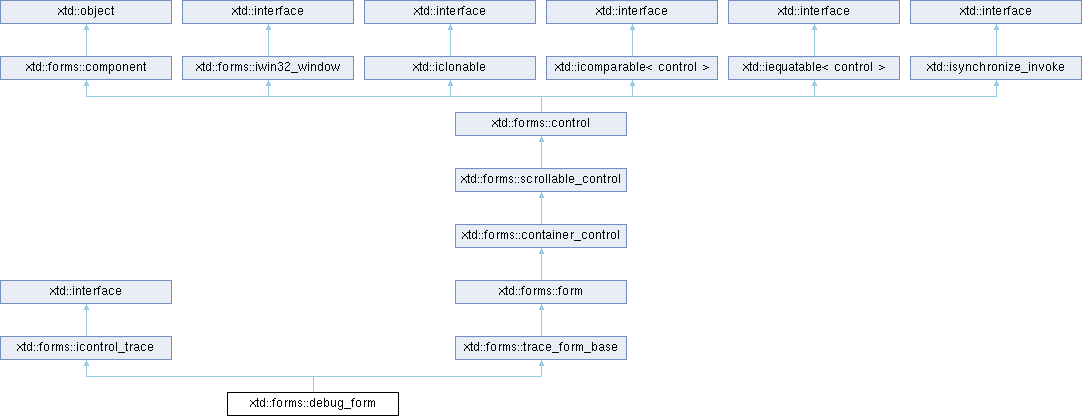 xtd::object
xtd::interface
xtd::interface
xtd::interface
xtd::interface
xtd::interface
xtd::forms::component
xtd::forms::iwin32_window
xtd::iclonable
xtd::icomparable< control >
xtd::iequatable< control >
xtd::isynchronize_invoke
xtd::forms::control
xtd::forms::scrollable_control
xtd::forms::container_control
xtd::interface
xtd::forms::form
xtd::forms::icontrol_trace
xtd::forms::trace_form_base
xtd::forms::debug_form